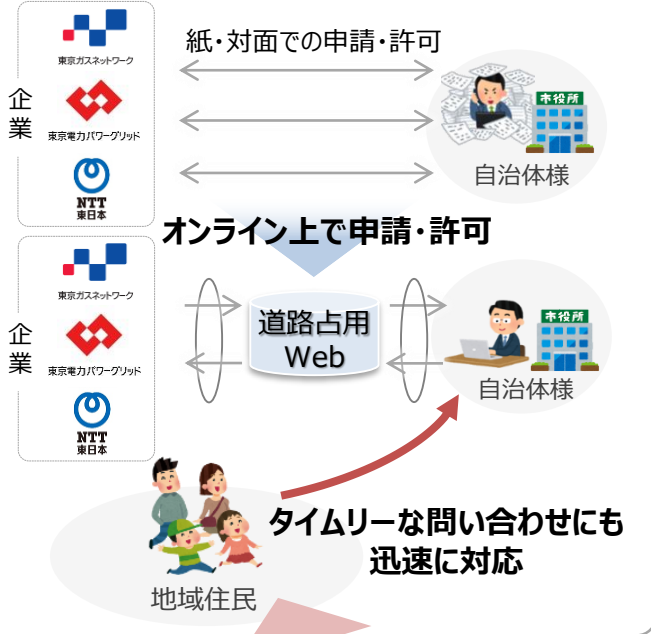 企業
東京ガスネットワーク
東京電力パワーグリッド
NTT
東日本
紙・対面での申請・許可
市役所
自治体様
オンライン上で申請・許可
企業
東京ガスネットワーク
東京電力パワーグリッド
NTT
東日本
道路占用
Web
市役所
自治体様
タイムリーな問い合わせにも
迅速に対応
地域住民